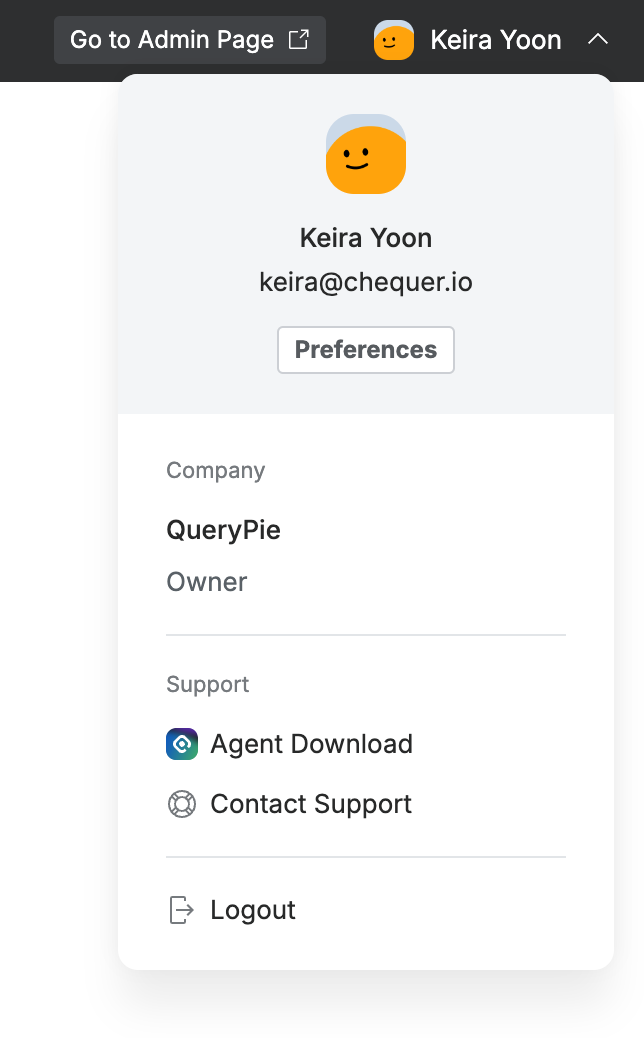 Go to Admin Page
Keira Yoon
Keira Yoon
keira@chequer.io
Preferences
Company
QueryPie
Owner
Support
Agent Download
Contact Support
Logout